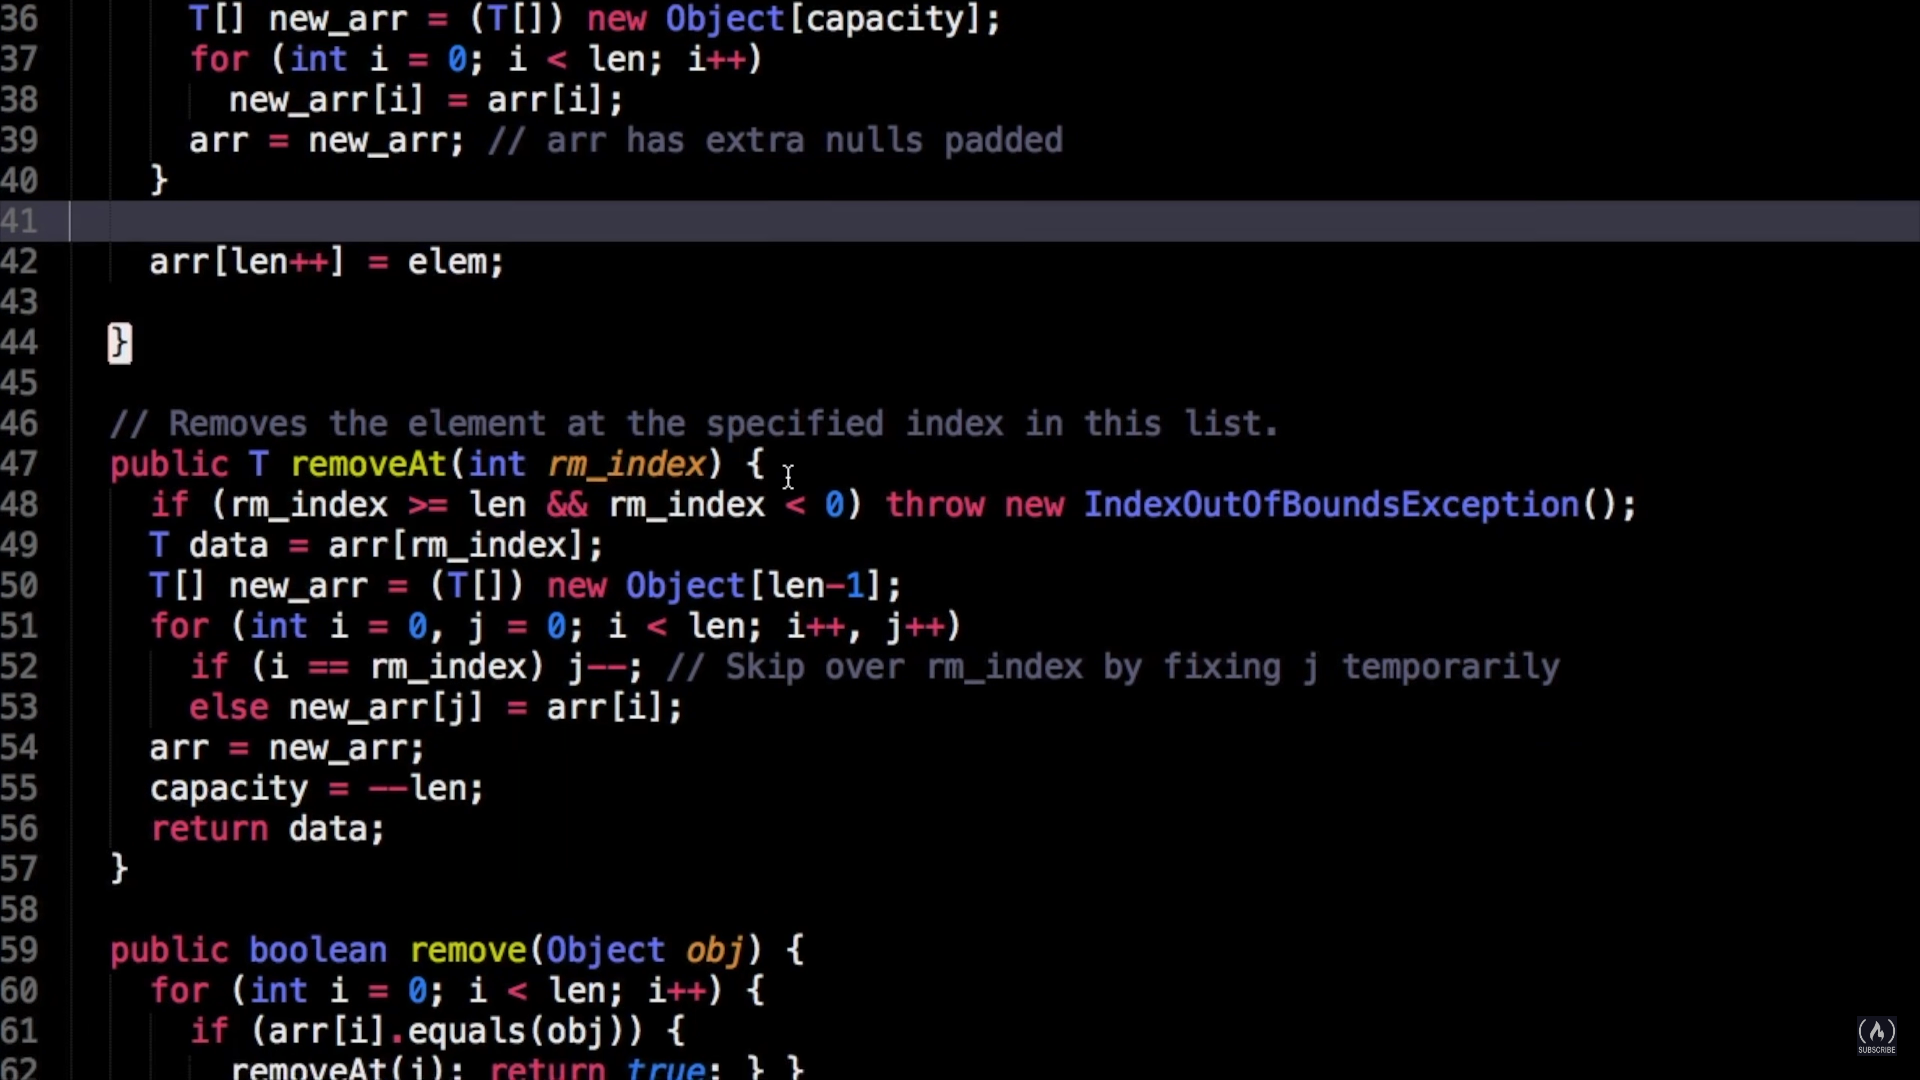 36 T[] new_arr = (T[]) new Object[capacity];
37 for (int i = 0; i < len; i++)
38 new_arr[i] = arr[i];
39 arr = new_arr; // arr has extra nulls padded
40 }
41
42 arr[len++] = elem;
43
44 }
45
46 // Removes the element at the specified index in this list.
47 public T removeAt(int rm_index) {
48 if (rm_index >= len && rm_index < 0) throw new IndexOutOfBoundsException();
49 T data = arr[rm_index];
50 T[] new_arr = (T[]) new Object[len-1];
51 for (int i = 0, j = 0; i < len; i++, j++)
52 if (i == rm_index) j--; // Skip over rm_index by fixing j temporarily
53 else new_arr[j] = arr[i];
54 arr = new_arr;
55 capacity = --len;
56 return data;
57 }
58
59 public boolean remove(Object obj) {
60 for (int i = 0; i < len; i++) {
61 if (arr[i].equals(obj)) {
62 removeAt(i); return true; } }
SUBSCRIBE